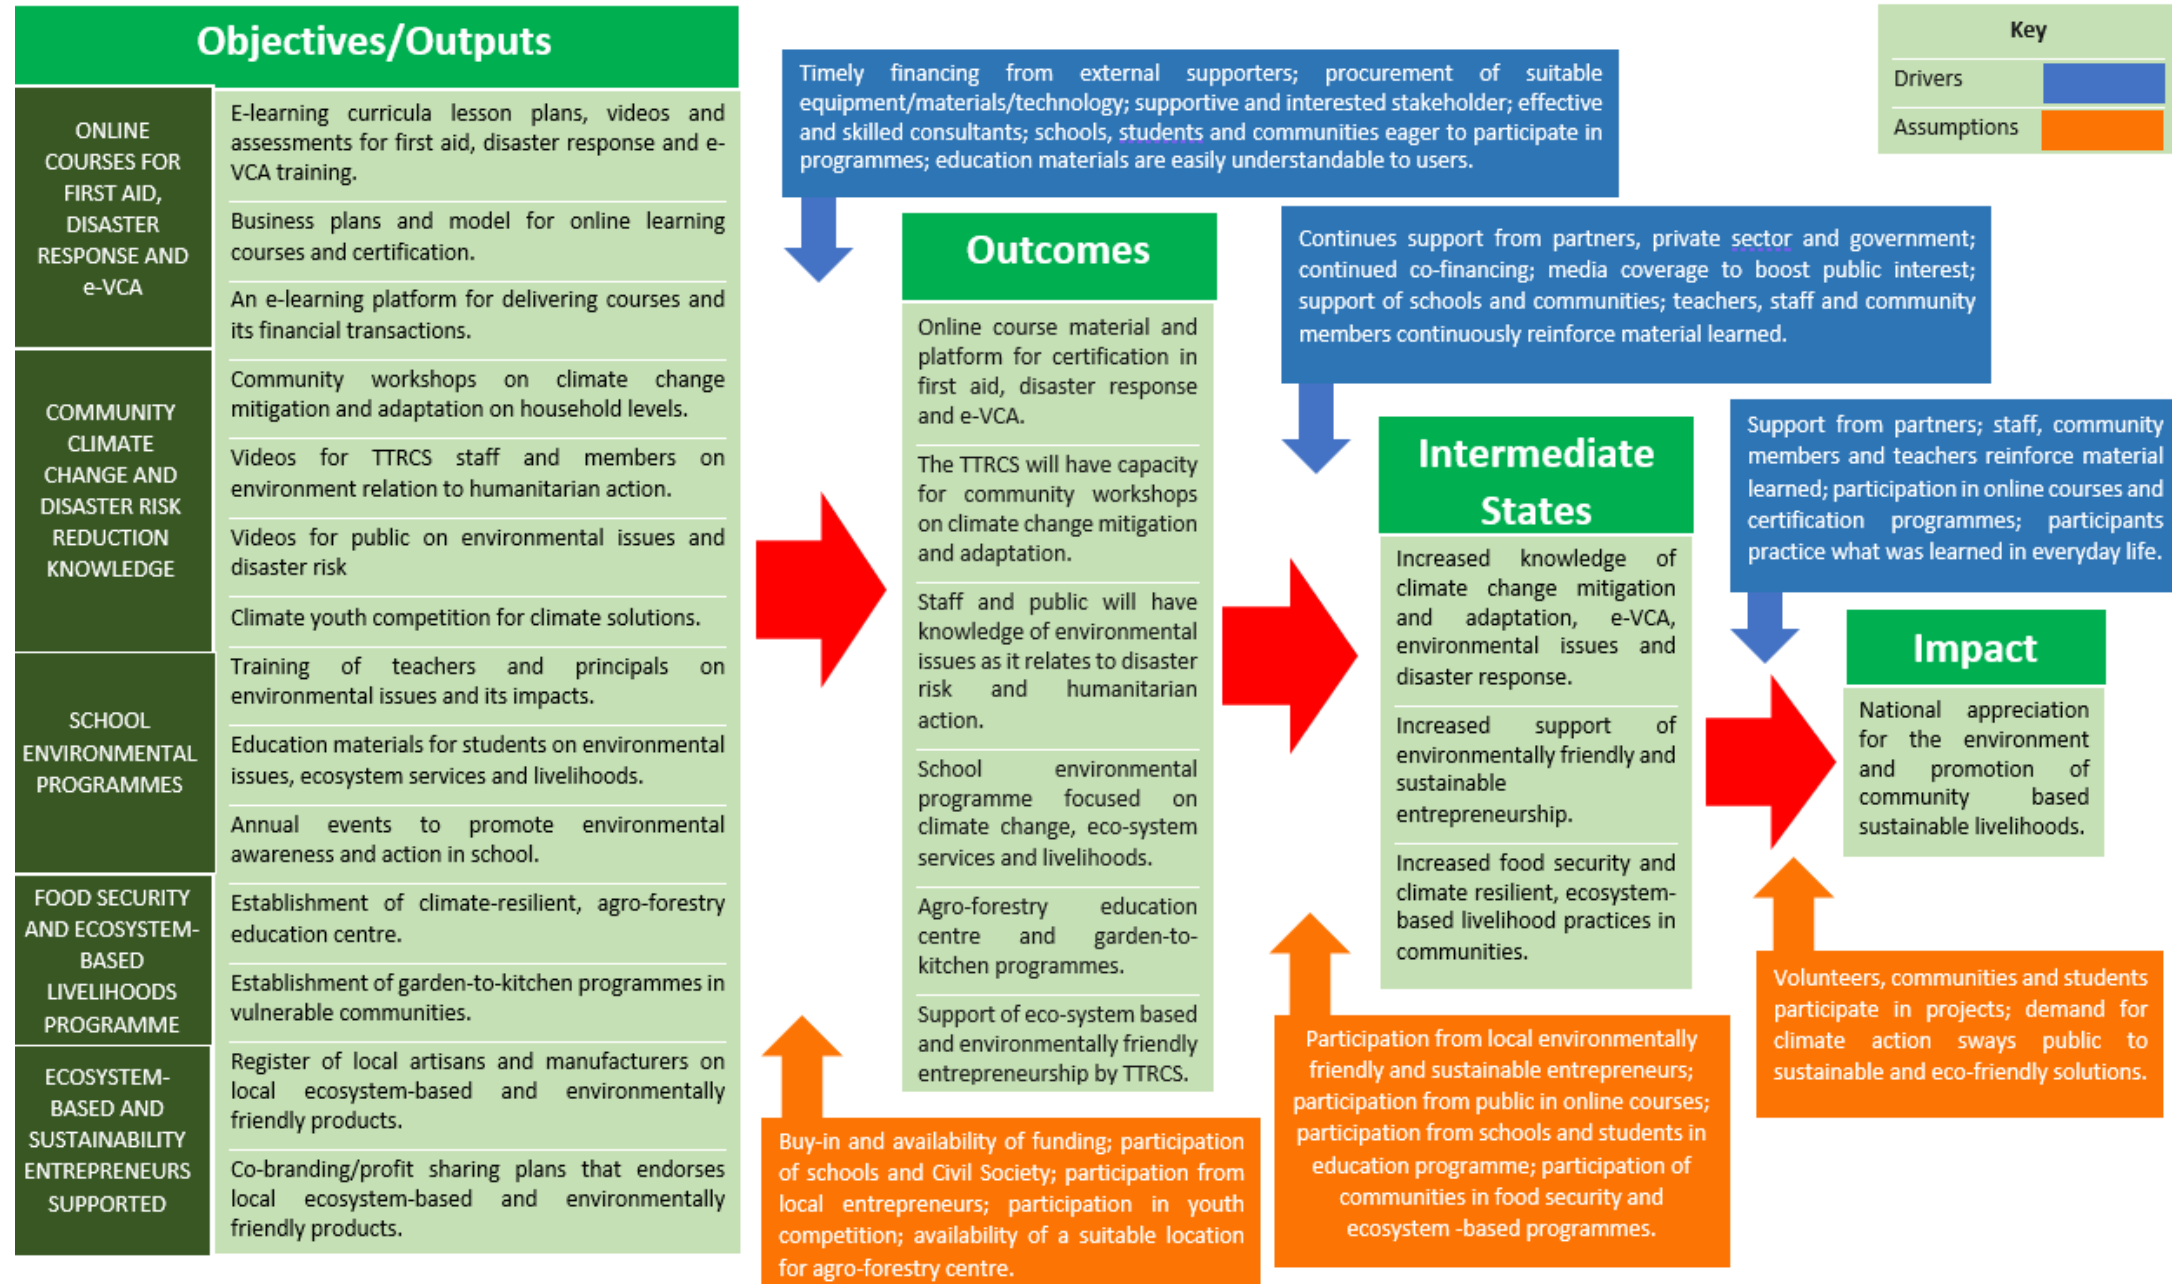 Objectives/Outputs
ONLINE
COURSES FOR
FIRST AID,
DISASTER
RESPONSE AND
e-VCA
E-learning curricula lesson plans, videos and
assessments for first aid, disaster response and e-
VCA training.
Business plans and model for online learning
courses and certification.
An e-learning platform for delivering courses and
its financial transactions.
COMMUNITY
CLIMATE
CHANGE AND
DISASTER RISK
REDUCTION
KNOWLEDGE
Community workshops on climate change
mitigation and adaptation on household levels.
Videos for TTRCS staff and members on
environment relation to humanitarian action.
Videos for public on environmental issues and
disaster risk
Climate youth competition for climate solutions.
SCHOOL
ENVIRONMENTAL
PROGRAMMES
Training of teachers and principals on
environmental issues and its impacts.
Education materials for students on environmental
issues, ecosystem services and livelihoods.
Annual events to promote environmental
awareness and action in school.
FOOD SECURITY
AND ECOSYSTEM-
BASED
LIVELIHOODS
PROGRAMME
Establishment of climate-resilient, agro-forestry
education centre.
Establishment of garden-to-kitchen programmes in
vulnerable communities.
ECOSYSTEM-
BASED AND
SUSTAINABILITY
ENTREPRENEURS
SUPPORTED
Register of local artisans and manufacturers on
local ecosystem-based and environmentally
friendly products.
Co-branding/profit sharing plans that endorses
local ecosystem-based and environmentally
friendly products.
Timely financing from external supporters; procurement of suitable
equipment/materials/technology; supportive and interested stakeholder; effective
and skilled consultants; schools, students and communities eager to participate in
programmes; education materials are easily understandable to users.
Outcomes
Online course material and
platform for certification in
first aid, disaster response
and e-VCA.
The TTRCS will have capacity
for community workshops
on climate change mitigation
and adaptation.
Staff and public will have
knowledge of environmental
issues as it relates to disaster
risk and humanitarian
action.
School environmental
programme focused on
climate change, eco-system
services and livelihoods.
Agro-forestry education
centre and garden-to-
kitchen programmes.
Support of eco-system based
and environmentally friendly
entrepreneurship by TTRCS.
Buy-in and availability of funding; participation
of schools and Civil Society; participation from
local entrepreneurs; participation in youth
competition; availability of a suitable location
for agro-forestry centre.
Continues support from partners, private sector and government;
continued co-financing; media coverage to boost public interest;
support of schools and communities; teachers, staff and community
members continuously reinforce material learned.
Intermediate
States
Increased knowledge of
climate change mitigation
and adaptation, e-VCA,
environmental issues and
disaster response.
Increased support of
environmentally friendly and
sustainable
entrepreneurship.
Increased food security and
climate resilient, ecosystem-
based livelihood practices in
communities.
Participation from local environmentally
friendly and sustainable entrepreneurs;
participation from public in online courses;
participation from schools and students in
education programme; participation of
communities in food security and
ecosystem -based programmes.
Key
Drivers
Assumptions
Support from partners; staff, community
members and teachers reinforce material
learned; participation in online courses and
certification programmes; participants
practice what was learned in everyday life.
Impact
National appreciation
for the environment
and promotion of
community based
sustainable livelihoods.
Volunteers, communities and students
participate in projects; demand for
climate action sways public to
sustainable and eco-friendly solutions.